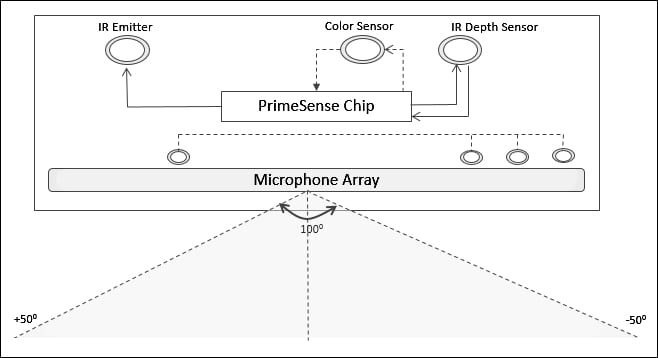 IR Emitter
Color Sensor
IR Depth Sensor
PrimeSense Chip
Microphone Array
100⁰
+50⁰
-50⁰